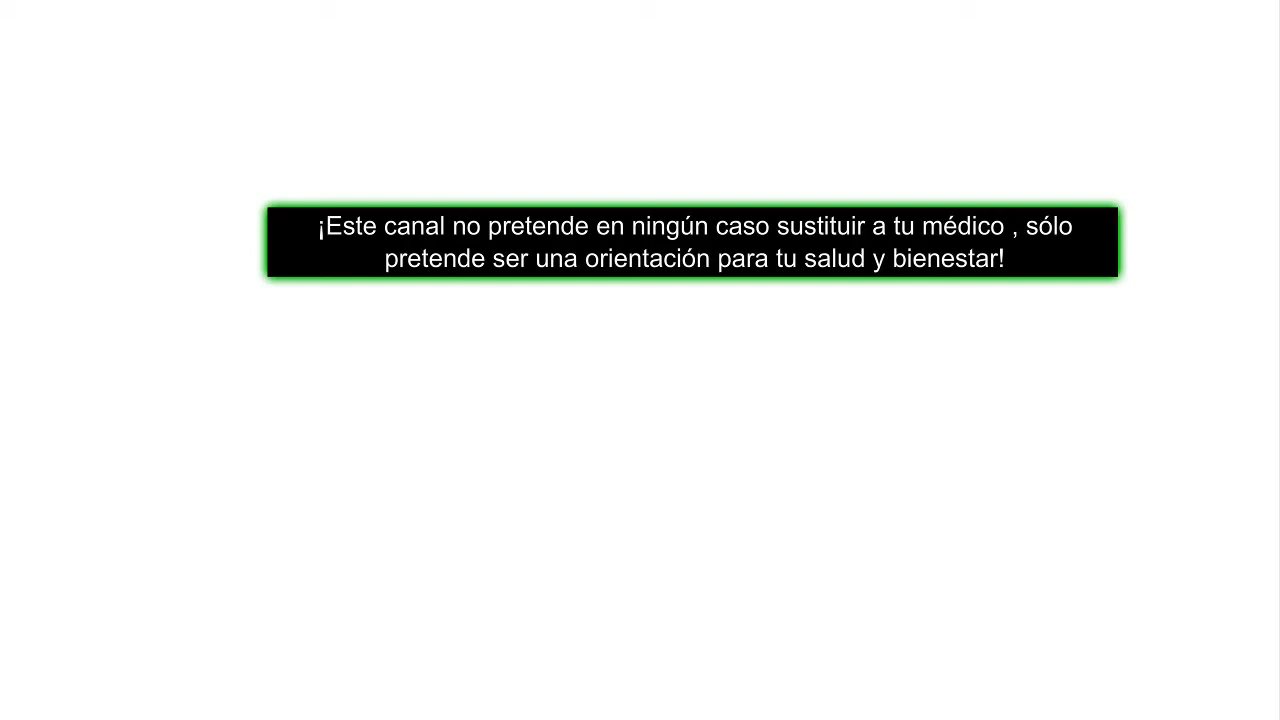 ¡Este canal no pretende en ningún caso sustituir a tu médico , sólo
pretende ser una orientación para tu salud y bienestar!